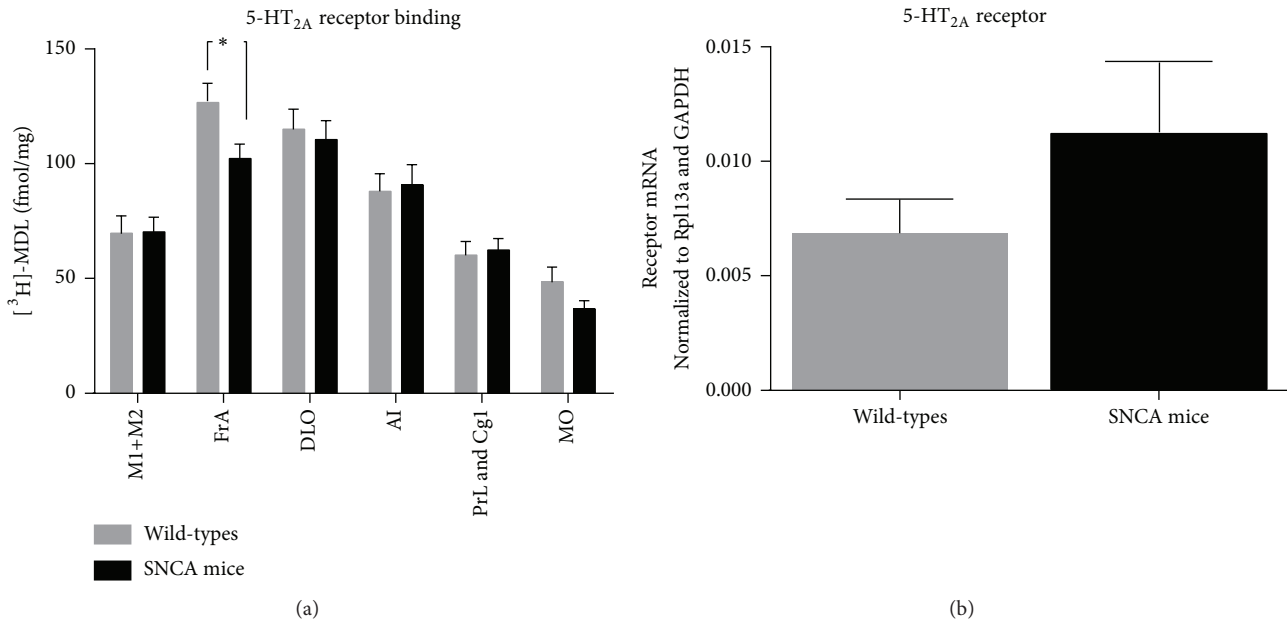 5-HT2A receptor binding
150
100
50
0
[3H]-MDL (fmol/mg)
*
M1+M2
FrA
DLO
AI
PrL and Cg1
MO
Wild-types
SNCA mice
(a)
5-HT2A receptor
0.015
0.010
0.005
0.000
Receptor mRNA
Normalized to Rpl13a and GAPDH
Wild-types
SNCA mice
(b)